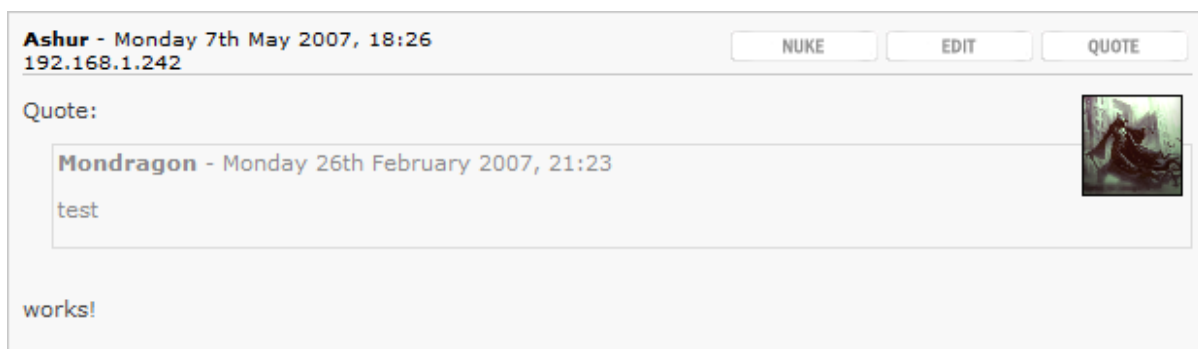 Ashur - Monday 7th May 2007, 18:26
192.168.1.242
NUKE EDIT QUOTE
Quote:
Mondragon - Monday 26th February 2007, 21:23
test
works!